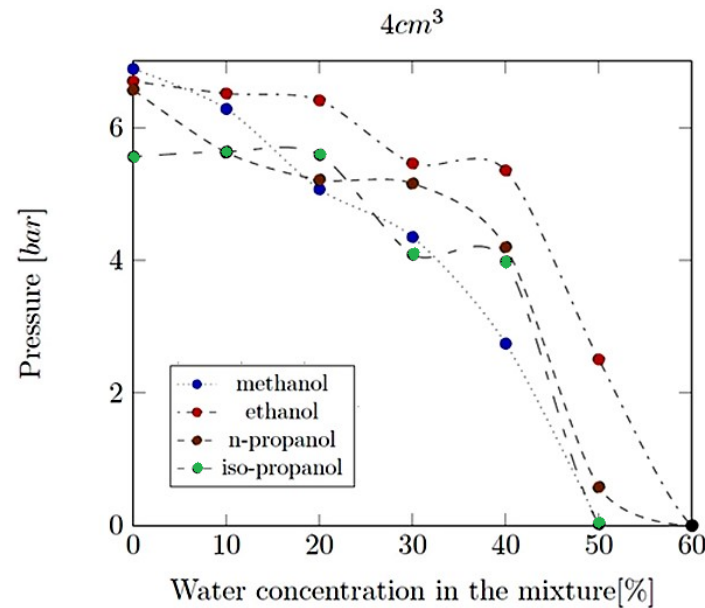 4cm³
Pressure [bar]
6
4
2
0
methanol
ethanol
n-propanol
iso-propanol
0 10 20 30 40 50 60
Water concentration in the mixture[%]